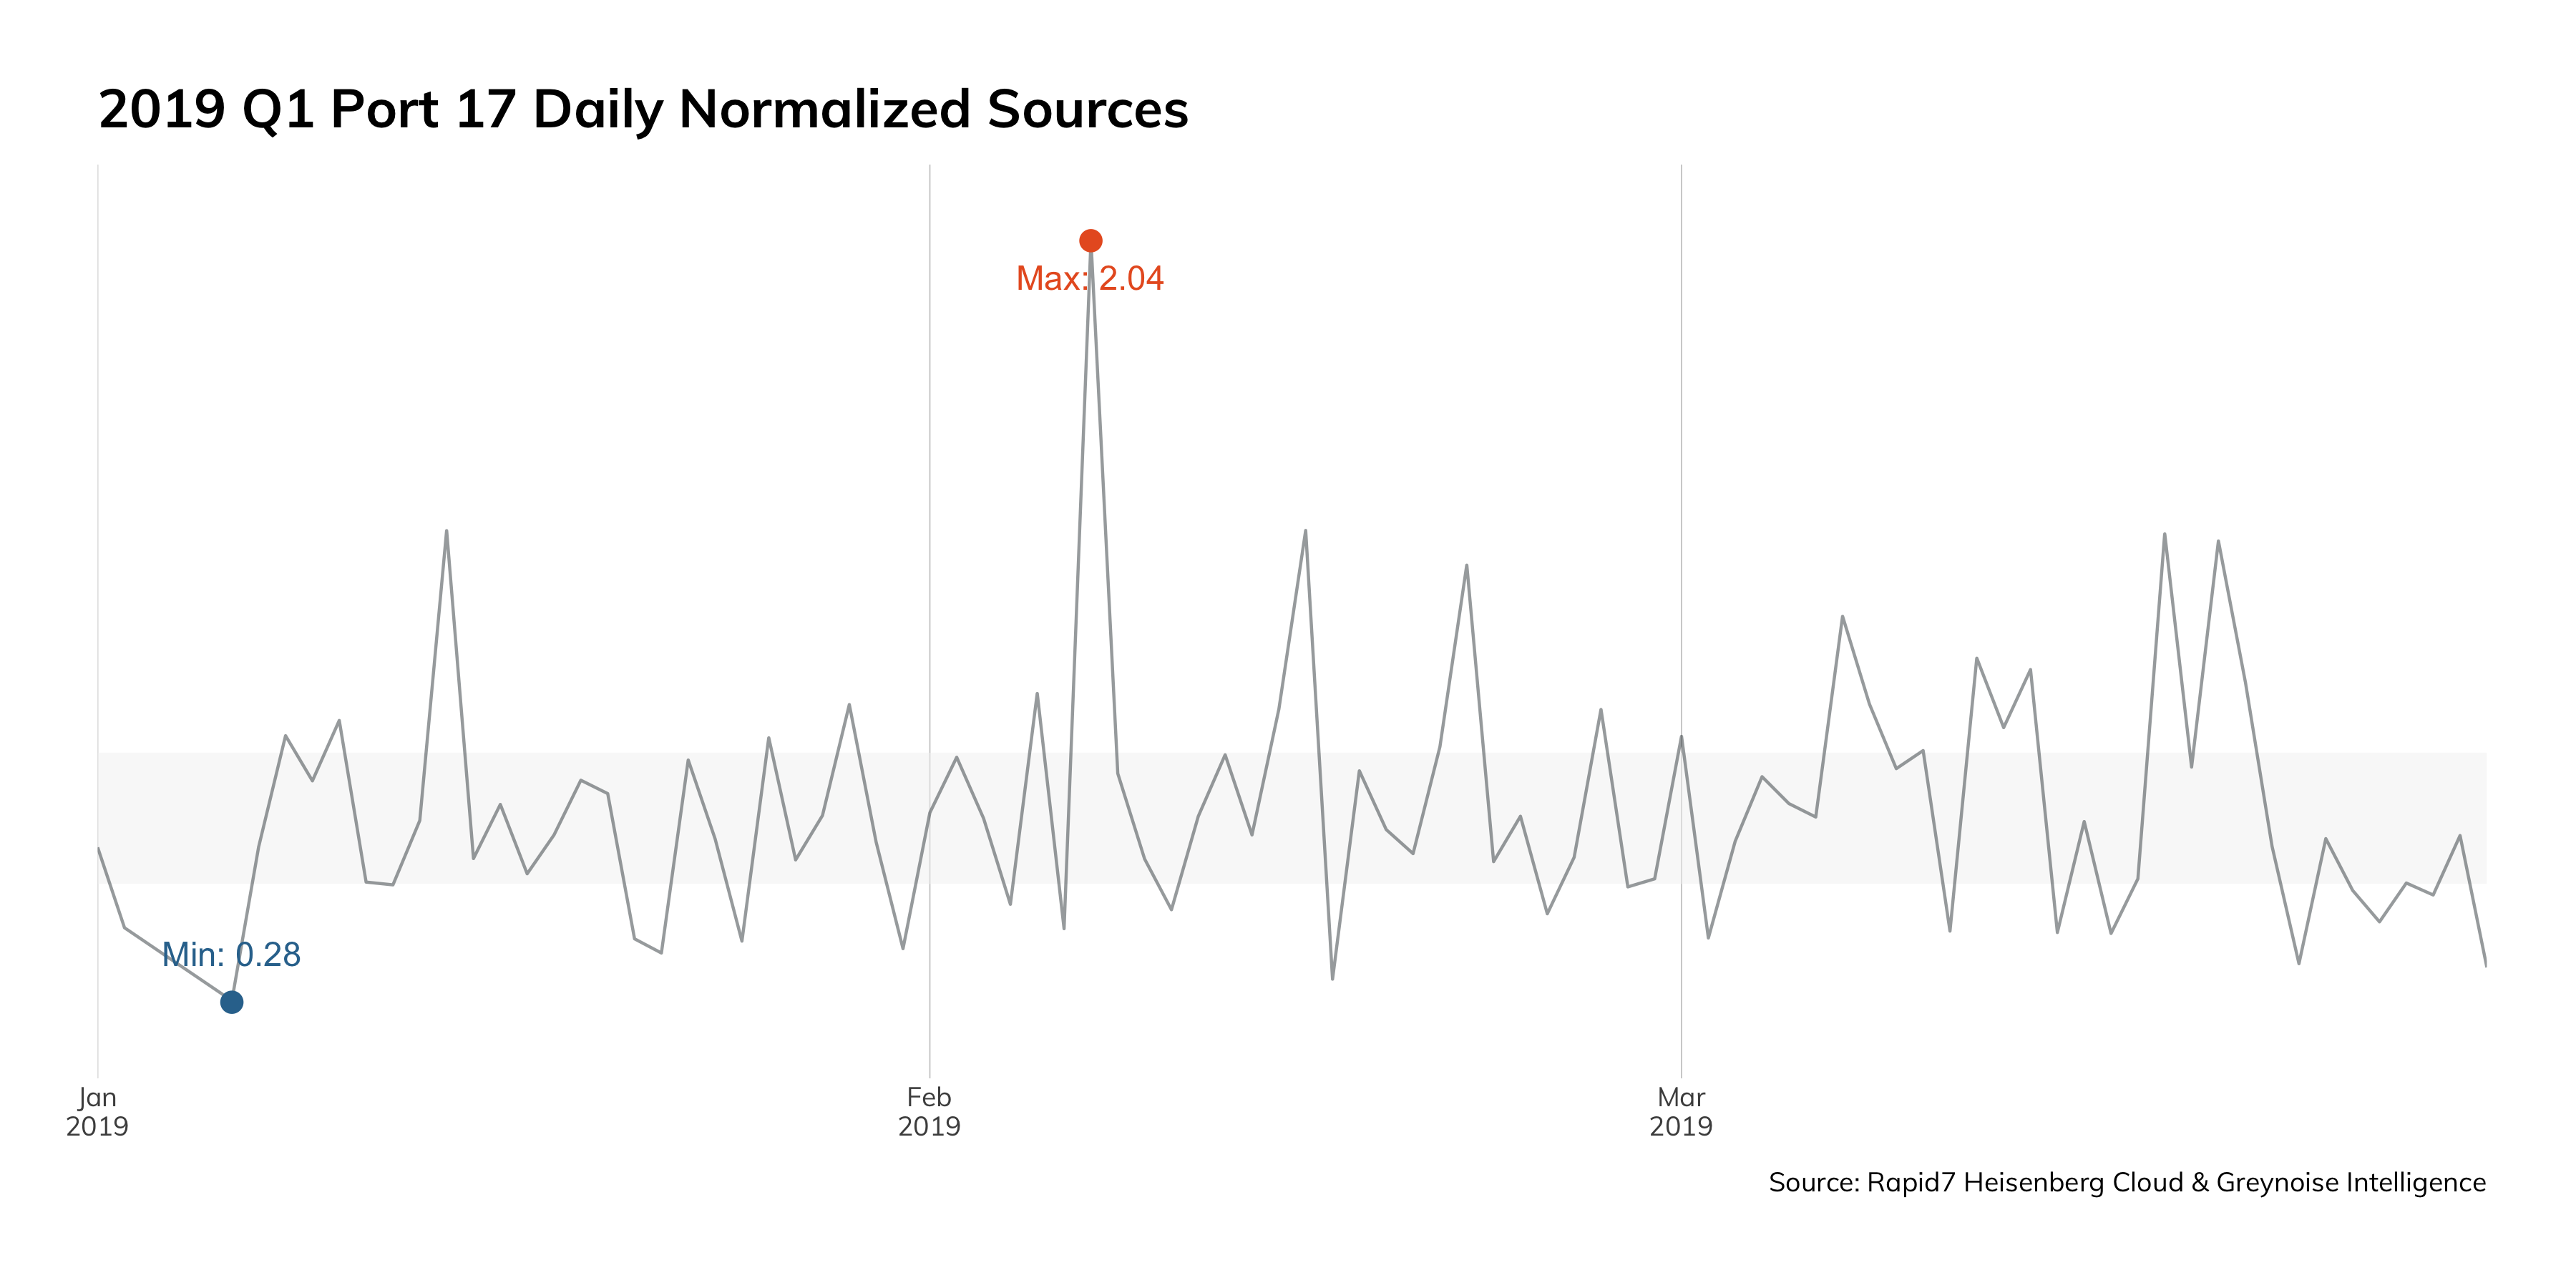 2019 Q1 Port 17 Daily Normalized Sources
Max: 2.04
Min: 0.28
Jan
2019
Feb
2019
Mar
2019
Source: Rapid7 Heisenberg Cloud & Greynoise Intelligence